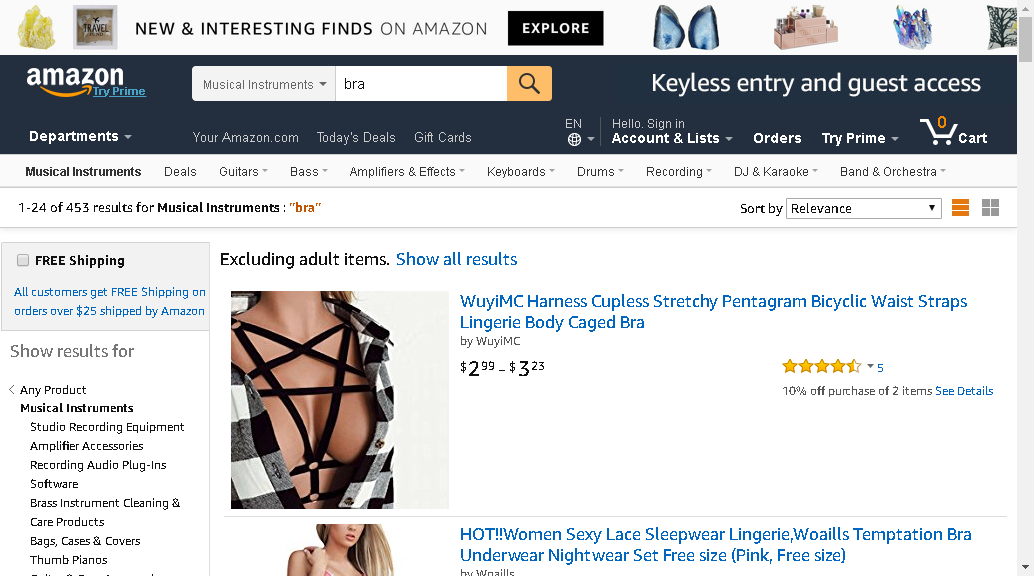 TRAVEL
NEW & INTERESTING FINDS ON AMAZON
EXPLORE
amazon
Try Prime
Musical Instruments
bra
Keyless entry and guest access
Departments
Your Amazon.com
Today's Deals
Gift Cards
EN
Hello. Sign in
Account & Lists
Orders
Try Prime
0
Cart
Musical Instruments
Deals
Guitars
Bass
Amplifiers & Effects
Keyboards
Drums
Recording
DJ & Karaoke
Band & Orchestra
1-24 of 453 results for Musical Instruments : "bra"
Sort by
Relevance
FREE Shipping
All customers get FREE Shipping on
orders over $25 shipped by Amazon
Show results for
Any Product
Musical Instruments
Studio Recording Equipment
Amplifier Accessories
Recording Audio Plug-Ins
Software
Brass Instrument Cleaning &
Care Products
Bags, Cases & Covers
Thumb Pianos
Excluding adult items. Show all results
WuyiMC Harness Cupless Stretchy Pentagram Bicyclic Waist Straps
Lingerie Body Caged Bra
by WuyiMC
$2 99 - $3 23
5
10% off purchase of 2 items See Details
HOT!!Women Sexy Lace Sleepwear Lingerie,Woaills Temptation Bra
Underwear Nightwear Set Free size (Pink, Free size)
by Woaills